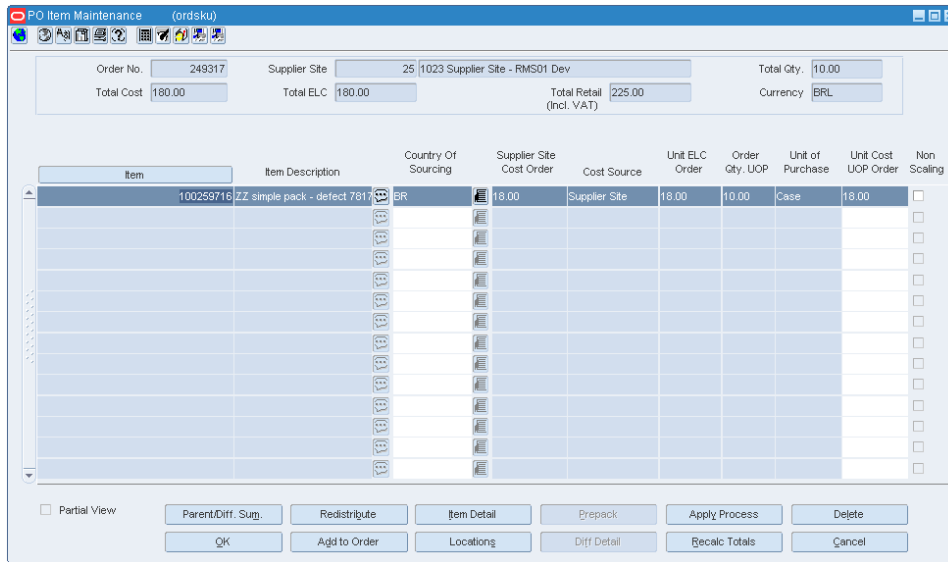 PO Item Maintenance (ordsku)
Order No. 249317 Supplier Site 25 1023 Supplier Site - RMS01 Dev Total Qty. 10.00
Total Cost 180.00 Total ELC 180.00 Total Retail 225.00 Currency BRL
(Incl. VAT)
Country Of Supplier Site Unit ELC Order Unit of Unit Cost Non
Item Item Description Sourcing Cost Order Cost Source Order Qty. UOP Purchase UOP Order Scaling
100259716 ZZ simple pack - defect 7817 BR 18.00 Supplier Site 18.00 10.00 Case 18.00
Partial View Parent/Diff. Sum. Redistribute Item Detail Prepack Apply Process Delete
OK Add to Order Locations Diff Detail Recalc Totals Cancel